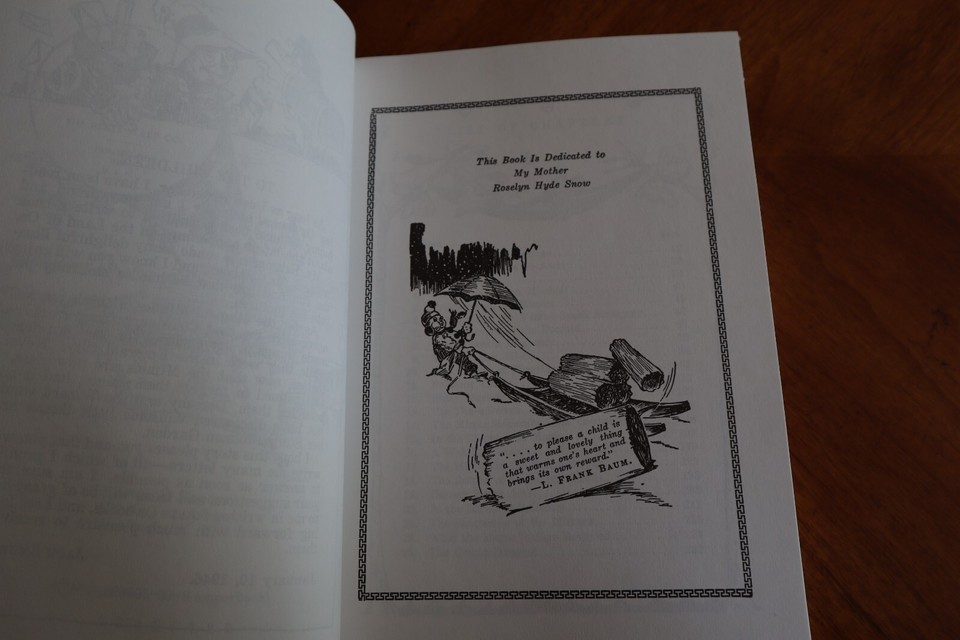 This Book Is Dedicated to
My Mother
Roselyn Hyde Snow
". . . . to please a child is
a sweet and lovely thing
that warms one's heart and
brings its own reward."
—L. FRANK BAUM.